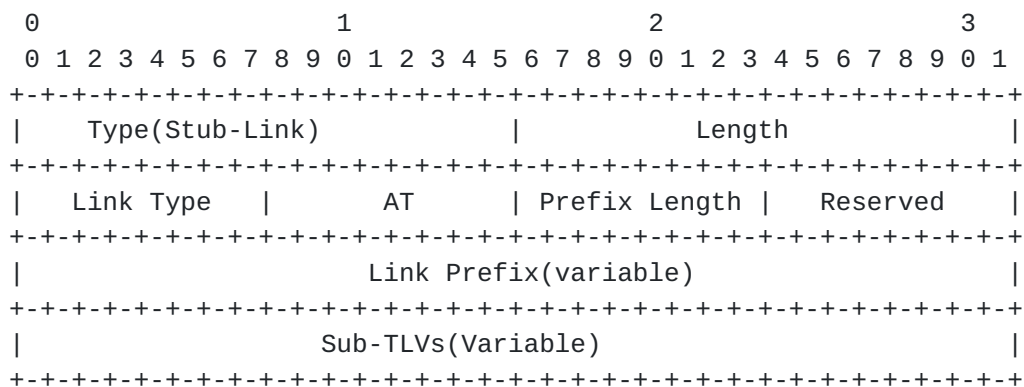 0                   1                   2                   3
 0 1 2 3 4 5 6 7 8 9 0 1 2 3 4 5 6 7 8 9 0 1 2 3 4 5 6 7 8 9 0 1
+-+-+-+-+-+-+-+-+-+-+-+-+-+-+-+-+-+-+-+-+-+-+-+-+-+-+-+-+-+-+-+-+
|    Type(Stub-Link)            |           Length              |
+-+-+-+-+-+-+-+-+-+-+-+-+-+-+-+-+-+-+-+-+-+-+-+-+-+-+-+-+-+-+-+-+
|   Link Type   |       AT      | Prefix Length |   Reserved    |
+-+-+-+-+-+-+-+-+-+-+-+-+-+-+-+-+-+-+-+-+-+-+-+-+-+-+-+-+-+-+-+-+
|                      Link Prefix(variable)                    |
+-+-+-+-+-+-+-+-+-+-+-+-+-+-+-+-+-+-+-+-+-+-+-+-+-+-+-+-+-+-+-+-+
|                   Sub-TLVs(Variable)                          |
+-+-+-+-+-+-+-+-+-+-+-+-+-+-+-+-+-+-+-+-+-+-+-+-+-+-+-+-+-+-+-+-+